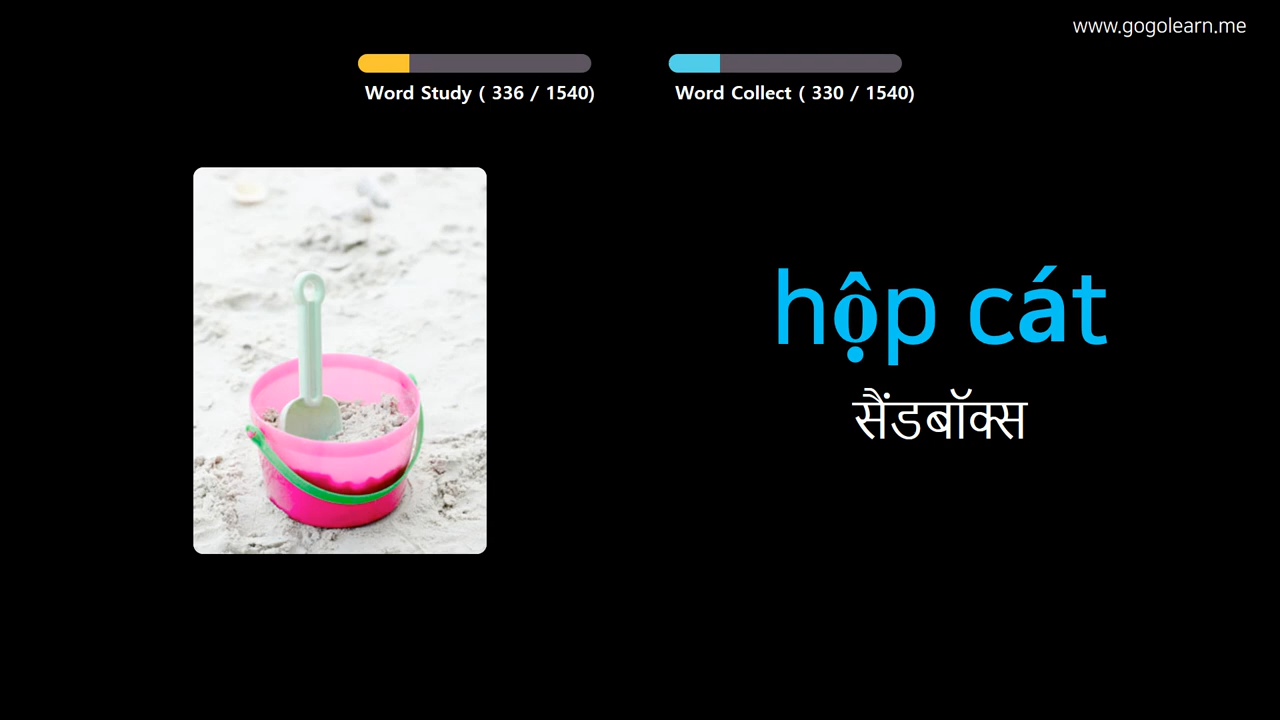 www.gogolearn.me
Word Study ( 336 / 1540)
Word Collect ( 330 / 1540)
hộp cát
सैंडबॉक्स